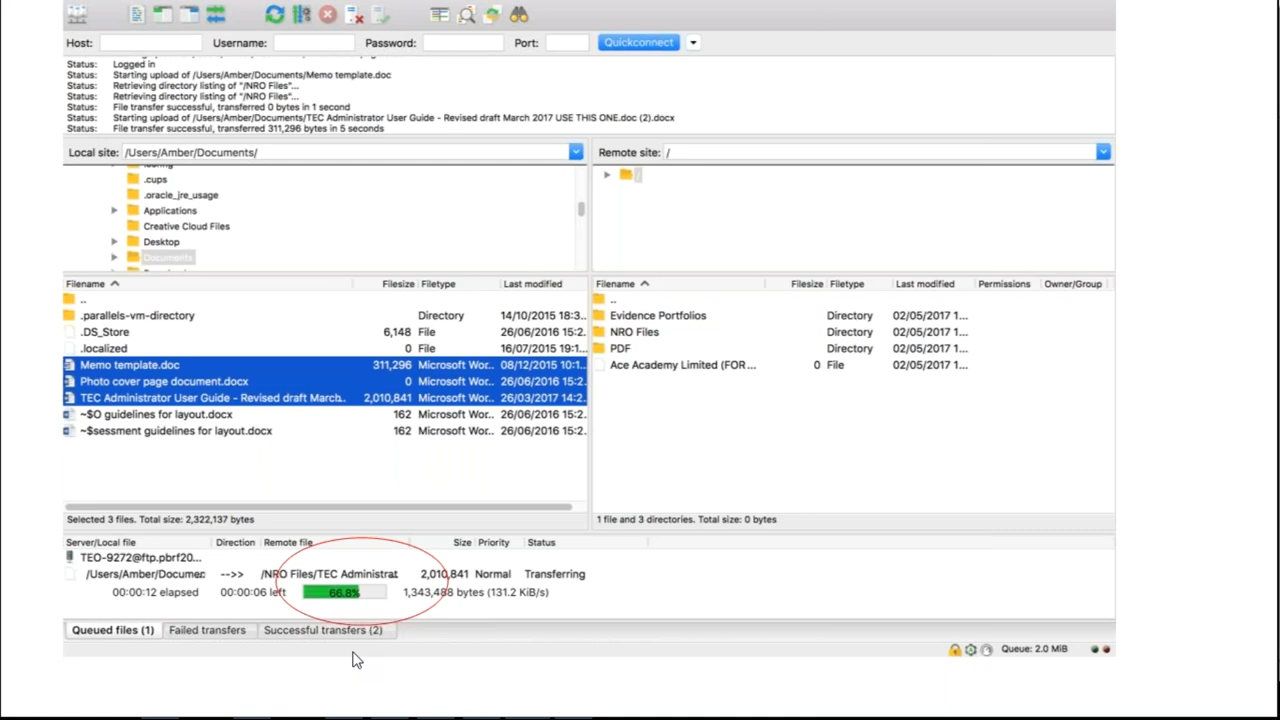 Host: Username: Password: Port: Quickconnect
Status: Logged in
Status: Starting upload of /Users/Amber/Documents/Memo template.doc
Status: Retrieving directory listing of "/NRO Files"...
Status: Retrieving directory listing of "/NRO Files"...
Status: File transfer successful, transferred 0 bytes in 1 second
Status: Starting upload of /Users/Amber/Documents/TEC Administrator User Guide - Revised draft March 2017 USE THIS ONE.doc (2).docx
Status: File transfer successful, transferred 311,296 bytes in 5 seconds
Local site: /Users/Amber/Documents/
.cups
.oracle_jre_usage
Applications
Creative Cloud Files
Desktop
Documents
Remote site: /
/
Filename Filesize Filetype Last modified
..
.parallels-vm-directory Directory 14/10/2015 18:3...
.DS_Store 6,148 File 26/06/2016 15:2...
.localized 0 File 16/07/2015 19:1...
Memo template.doc 311,296 Microsoft Wor... 08/12/2015 10:1...
Photo cover page document.docx 0 Microsoft Wor... 26/06/2016 15:2...
TEC Administrator User Guide - Revised draft March... 2,010,841 Microsoft Wor... 26/03/2017 14:2...
~$O guidelines for layout.docx 162 Microsoft Wor... 26/06/2016 15:2...
~$sessment guidelines for layout.docx 162 Microsoft Wor... 26/06/2016 15:2...
Selected 3 files. Total size: 2,322,137 bytes
Filename Filesize Filetype Last modified Permissions Owner/Group
..
Evidence Portfolios Directory 02/05/2017 1...
NRO Files Directory 02/05/2017 1...
PDF Directory 02/05/2017 1...
Ace Academy Limited (FOR ... 0 File 02/05/2017 1...
1 file and 3 directories. Total size: 0 bytes
Server/Local file Direction Remote file Size Priority Status
TEO-9272@ftp.pbrf20...
/Users/Amber/Documen -->> /NRO Files/TEC Administrat 2,010,841 Normal Transferring
00:00:12 elapsed 00:00:06 left 66.8% 1,343,488 bytes (131.2 KiB/s)
Queued files (1) Failed transfers Successful transfers (2)
Queue: 2.0 MiB